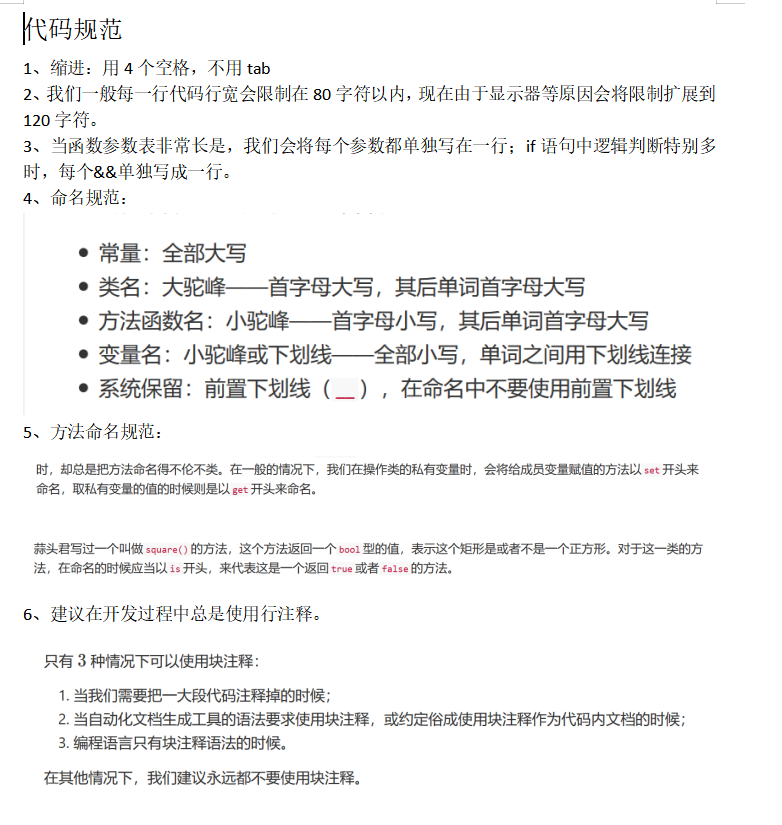 代码规范
1、缩进：用 4 个空格，不用 tab
2、我们一般每一行代码行宽会限制在 80 字符以内，现在由于显示器等原因会将限制扩展到
120 字符。
3、当函数参数表非常长是，我们会将每个参数都单独写在一行；if 语句中逻辑判断特别多
时，每个&&单独写成一行。
4、命名规范：
• 常量：全部大写
• 类名：大驼峰——首字母大写，其后单词首字母大写
• 方法函数名：小驼峰——首字母小写，其后单词首字母大写
• 变量名：小驼峰或下划线——全部小写，单词之间用下划线连接
• 系统保留：前置下划线（ __ ），在命名中不要使用前置下划线
5、方法命名规范：
时，却总是把方法命名得不伦不类。在一般的情况下，我们在操作类的私有变量时，会将给成员变量赋值的方法以 set 开头来
命名，取私有变量的值的时候则是以 get 开头来命名。
蒜头君写过一个叫做 square() 的方法，这个方法返回一个 bool 型的值，表示这个矩形是或者不是一个正方形。对于这一类的方
法，在命名的时候应当以 is 开头，来代表这是一个返回 true 或者 false 的方法。
6、建议在开发过程中总是使用行注释。
只有 3 种情况下可以使用块注释：
1. 当我们需要把一大段代码注释掉的时候；
2. 当自动化文档生成工具的语法要求使用块注释，或约定俗成使用块注释作为代码内文档的时候；
3. 编程语言只有块注释语法的时候。
在其他情况下，我们建议永远都不要使用块注释。